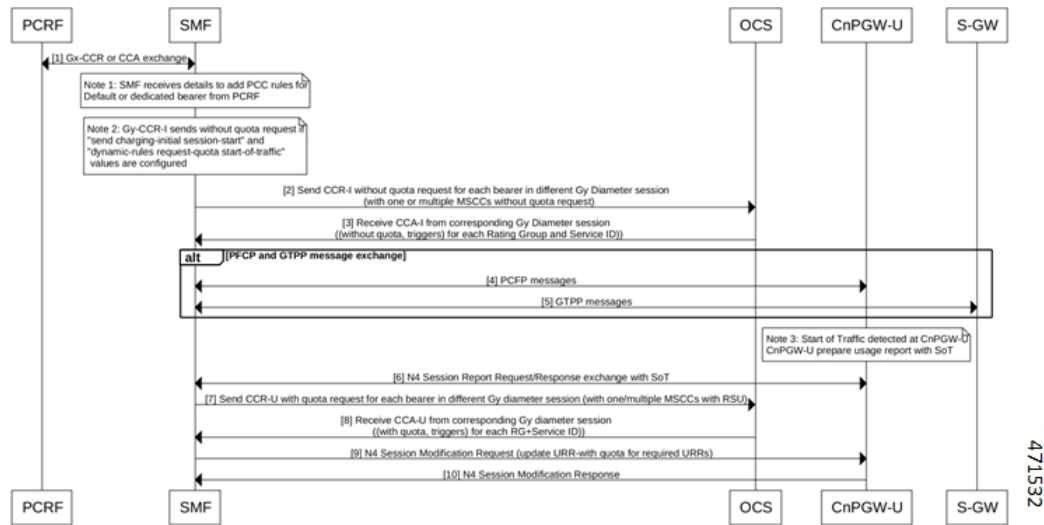 PCRF
SMF
OCS
CnPGW-U
S-GW
[1] Gx-CCR or CCA exchange
Note 1: SMF receives details to add PCC rules for
Default or dedicated bearer from PCRF
Note 2: Gy-CCR-I sends without quota request if
"send charging-initial session-start" and
"dynamic-rules request-quota start-of-traffic"
values are configured
[2] Send CCR-I without quota request for each bearer in different Gy Diameter session
(with one or multiple MSCCs without quota request)
[3] Receive CCA-I from corresponding Gy Diameter session
((without quota, triggers) for each Rating Group and Service ID))
alt
[PFCP and GTPP message exchange]
[4] PCFP messages
[5] GTPP messages
Note 3: Start of Traffic detected at CnPGW-U
CnPGW-U prepare usage report with SoT
[6] N4 Session Report Request/Response exchange with SoT
[7] Send CCR-U with quota request for each bearer in different Gy diameter session (with one/multiple MSCCs with RSU)
[8] Receive CCA-U from corresponding Gy diameter session
((with quota, triggers) for each RG+Service ID))
[9] N4 Session Modification Request (update URR-with quota for required URRs)
[10] N4 Session Modification Response
PCRF
SMF
OCS
CnPGW-U
S-GW
471532